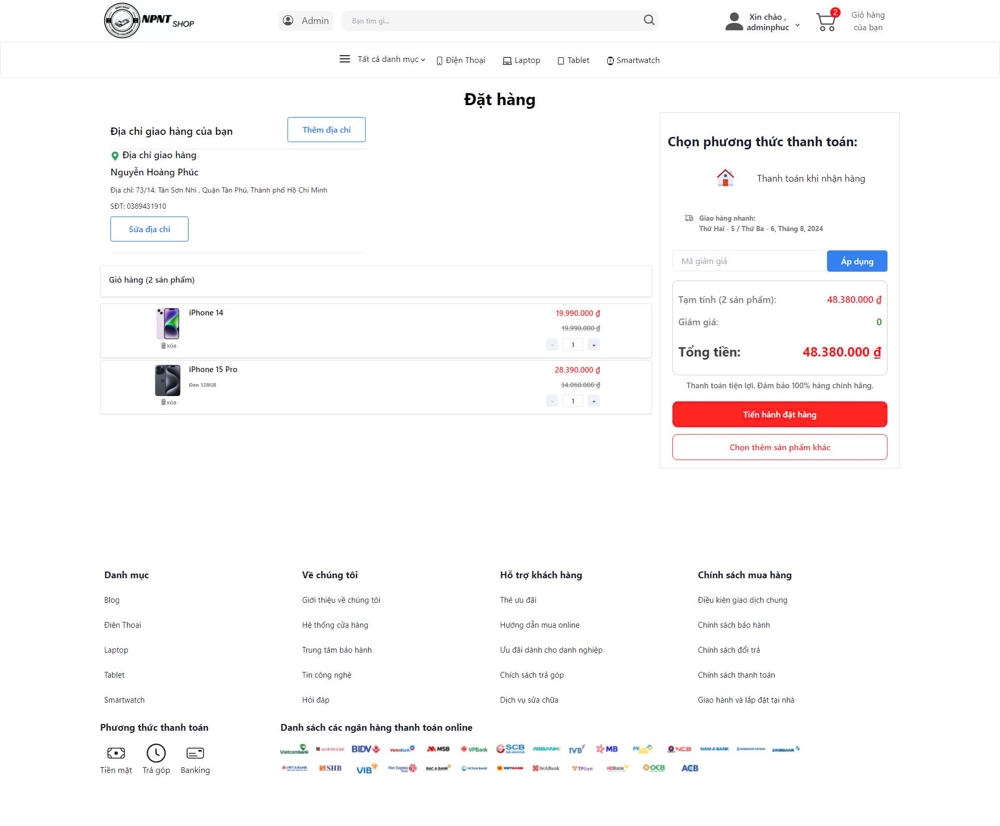 NPNT SHOP
NPNT SHOP
Admin
Bạn tìm gì...
Xin chào ,
adminphuc
2
Giỏ hàng
của bạn
Tất cả danh mục
Điện Thoại
Laptop
Tablet
Smartwatch
Đặt hàng
Địa chỉ giao hàng của bạn
Thêm địa chỉ
Địa chỉ giao hàng
Nguyễn Hoàng Phúc
Địa chỉ: 73/14, Tân Sơn Nhì , Quận Tân Phú, Thành phố Hồ Chí Minh
SĐT: 0389431910
Sửa địa chỉ
Giỏ hàng (2 sản phẩm)
iPhone 14
19.990.000 ₫
19.990.000 ₫
xóa
- 1 +
iPhone 15 Pro
28.390.000 ₫
Đen 128GB
34.068.000 ₫
xóa
- 1 +
Chọn phương thức thanh toán:
Thanh toán khi nhận hàng
Giao hàng nhanh:
Thứ Hai - 5 / Thứ Ba - 6, Tháng 8, 2024
Mã giảm giá
Áp dụng
Tạm tính (2 sản phẩm): 48.380.000 ₫
Giảm giá: 0
Tổng tiền: 48.380.000 ₫
Thanh toán tiện lợi. Đảm bảo 100% hàng chính hãng.
Tiến hành đặt hàng
Chọn thêm sản phẩm khác
Danh mục
Blog
Điện Thoại
Laptop
Tablet
Smartwatch
Về chúng tôi
Giới thiệu về chúng tôi
Hệ thống cửa hàng
Trung tâm bảo hành
Tin công nghệ
Hỏi đáp
Hỗ trợ khách hàng
Thẻ ưu đãi
Hướng dẫn mua online
Ưu đãi dành cho danh nghiệp
Chích sách trả góp
Dịch vụ sửa chữa
Chính sách mua hàng
Điều kiện giao dịch chung
Chính sách bảo hành
Chính sách đổi trả
Chính sách thanh toán
Giao hành và lắp đặt tại nhà
Phương thức thanh toán
Tiền mặt
Trả góp
Banking
Danh sách các ngân hàng thanh toán online
Vietcombank AGRIBANK BIDV VietinBank MSB VPBank SCB ABBANK IVB MB PV NCB NAM A BANK EXIMBANK
VIETABANK SHB VIB Viet Capital Bank BAC A BANK OCEAN BANK VIETBANK SeABank TPBank HDBank OCB ACB